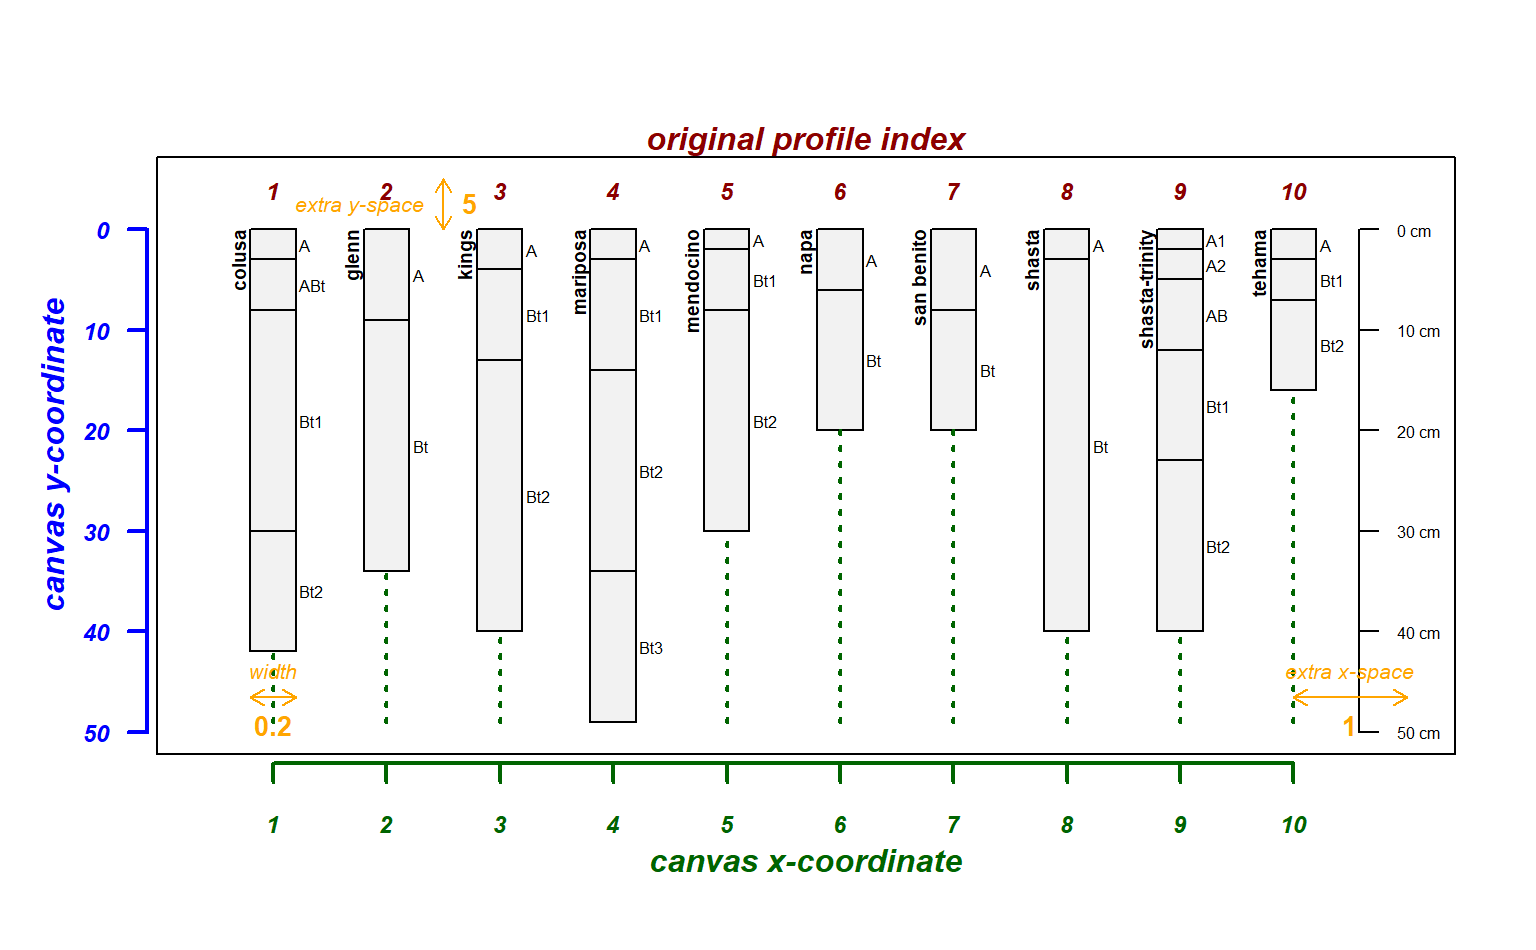 original profile index
1 2 3 4 5 6 7 8 9 10
extra y-space 5
canvas y-coordinate
0
10
20
30
40
50
colusa
A
ABt
Bt1
Bt2
glenn
A
Bt
kings
A
Bt1
Bt2
mariposa
A
Bt1
Bt2
Bt3
mendocino
A
Bt1
Bt2
napa
A
Bt
san benito
A
Bt
shasta
A
Bt
shasta-trinity
A1
A2
AB
Bt1
Bt2
tehama
A
Bt1
Bt2
0 cm
10 cm
20 cm
30 cm
40 cm
50 cm
width
0.2
extra x-space
1
1 2 3 4 5 6 7 8 9 10
canvas x-coordinate